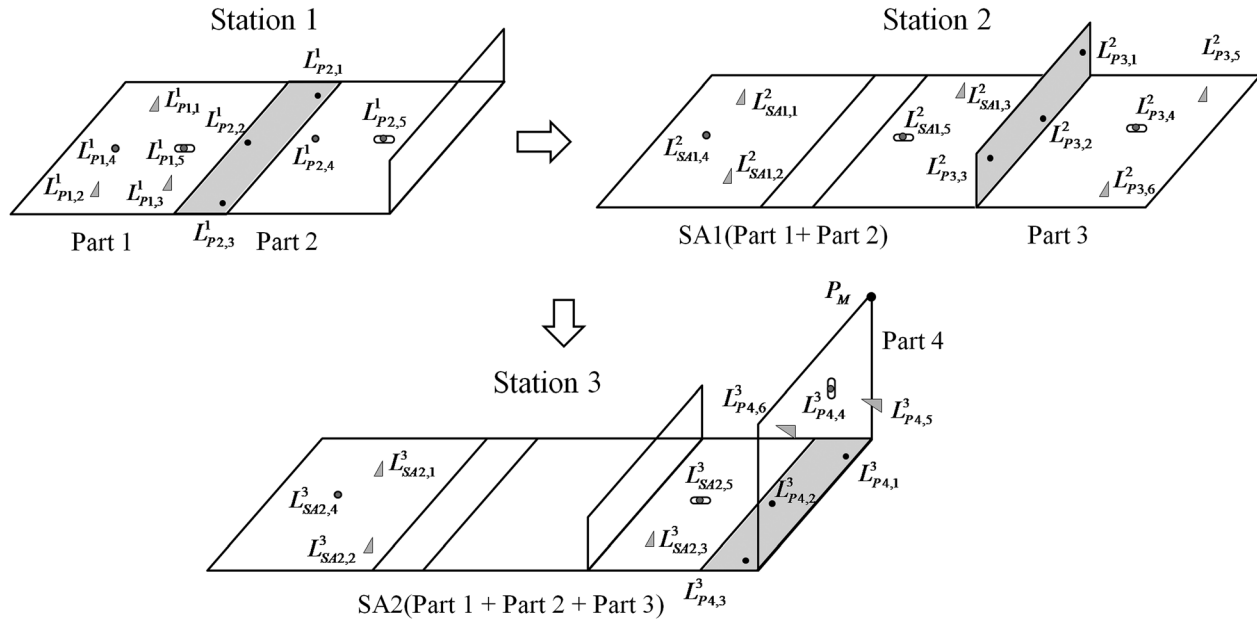 Station 1
L^1_{P2,1}
L^1_{P1,1}
L^1_{P2,2}
L^1_{P2,5}
L^1_{P1,4}
L^1_{P1,5}
L^1_{P2,4}
L^1_{P1,2}
L^1_{P1,3}
Part 1
L^1_{P2,3}
Part 2
Station 2
L^2_{P3,1}
L^2_{P3,5}
L^2_{SA1,1}
L^2_{SA1,3}
L^2_{P3,4}
L^2_{SA1,4}
L^2_{SA1,5}
L^2_{P3,2}
L^2_{SA1,2}
L^2_{P3,3}
L^2_{P3,6}
SA1(Part 1+ Part 2)
Part 3
Station 3
P_M
Part 4
L^3_{P4,6}
L^3_{P4,4}
L^3_{P4,5}
L^3_{SA2,1}
L^3_{SA2,4}
L^3_{SA2,5}
L^3_{P4,2}
L^3_{P4,1}
L^3_{SA2,2}
L^3_{SA2,3}
L^3_{P4,3}
SA2(Part 1 + Part 2 + Part 3)